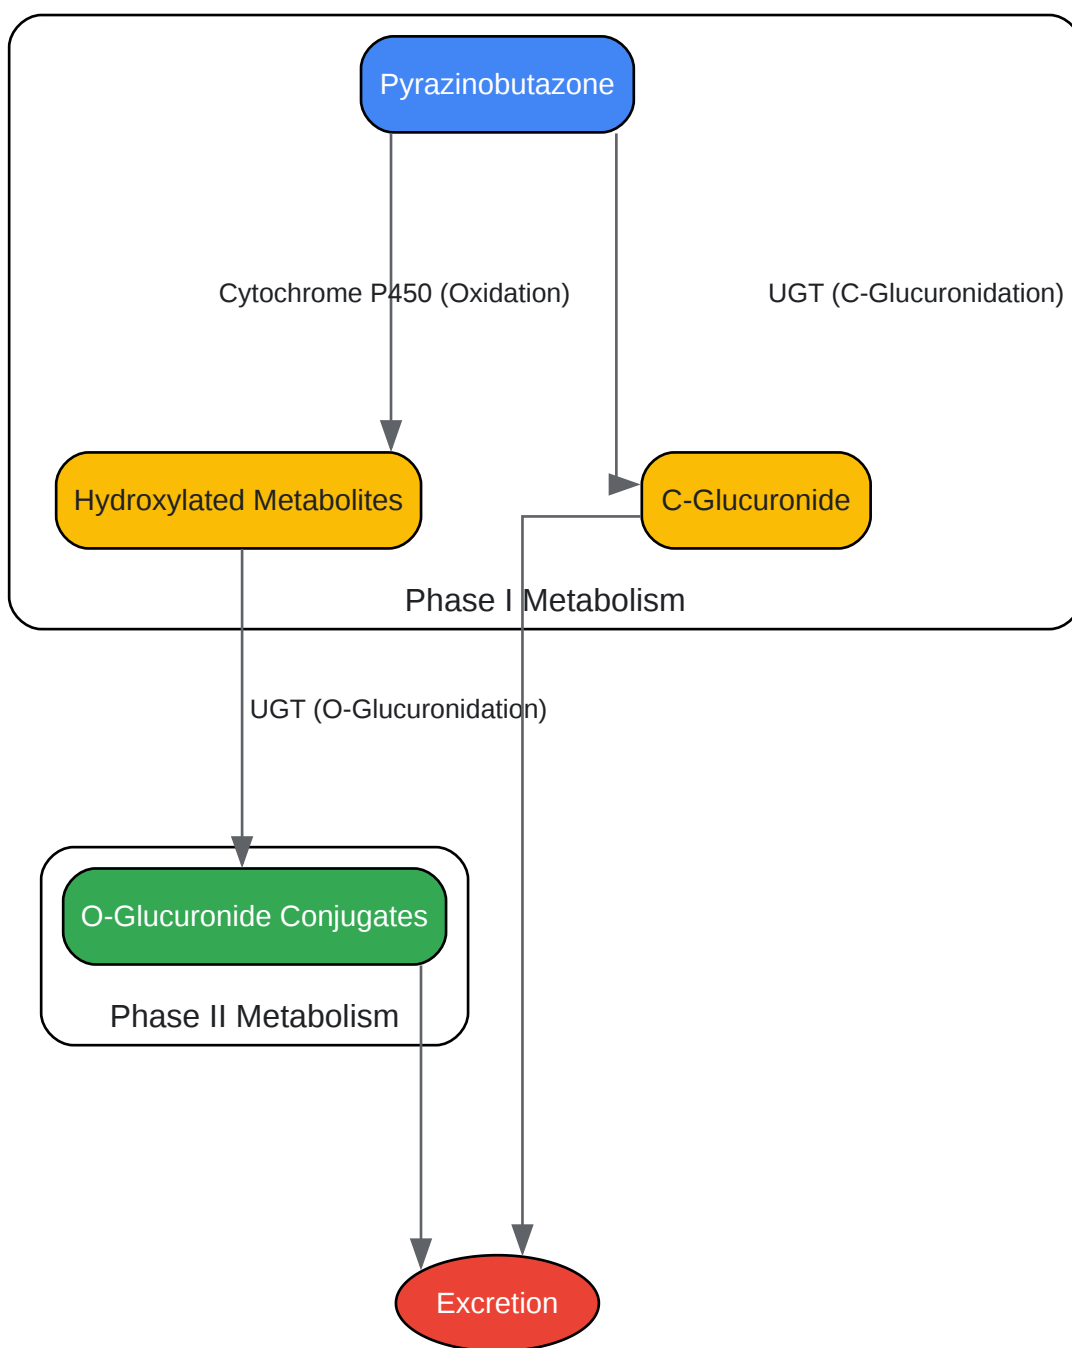 Pyrazinobutazone
Cytochrome P450 (Oxidation)
UGT (C-Glucuronidation)
Hydroxylated Metabolites
C-Glucuronide
Phase I Metabolism
UGT (O-Glucuronidation)
O-Glucuronide Conjugates
Phase II Metabolism
Excretion